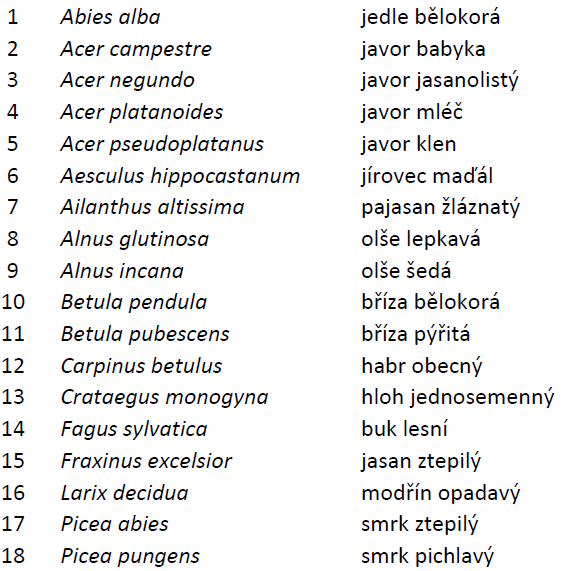 1 Abies alba jedle bělokorá
2 Acer campestre javor babyka
3 Acer negundo javor jasanolistý
4 Acer platanoides javor mléč
5 Acer pseudoplatanus javor klen
6 Aesculus hippocastanum jírovec maďál
7 Ailanthus altissima pajasan žláznatý
8 Alnus glutinosa olše lepkavá
9 Alnus incana olše šedá
10 Betula pendula bříza bělokorá
11 Betula pubescens bříza pýřitá
12 Carpinus betulus habr obecný
13 Crataegus monogyna hloh jednosemenný
14 Fagus sylvatica buk lesní
15 Fraxinus excelsior jasan ztepilý
16 Larix decidua modřín opadavý
17 Picea abies smrk ztepilý
18 Picea pungens smrk pichlavý